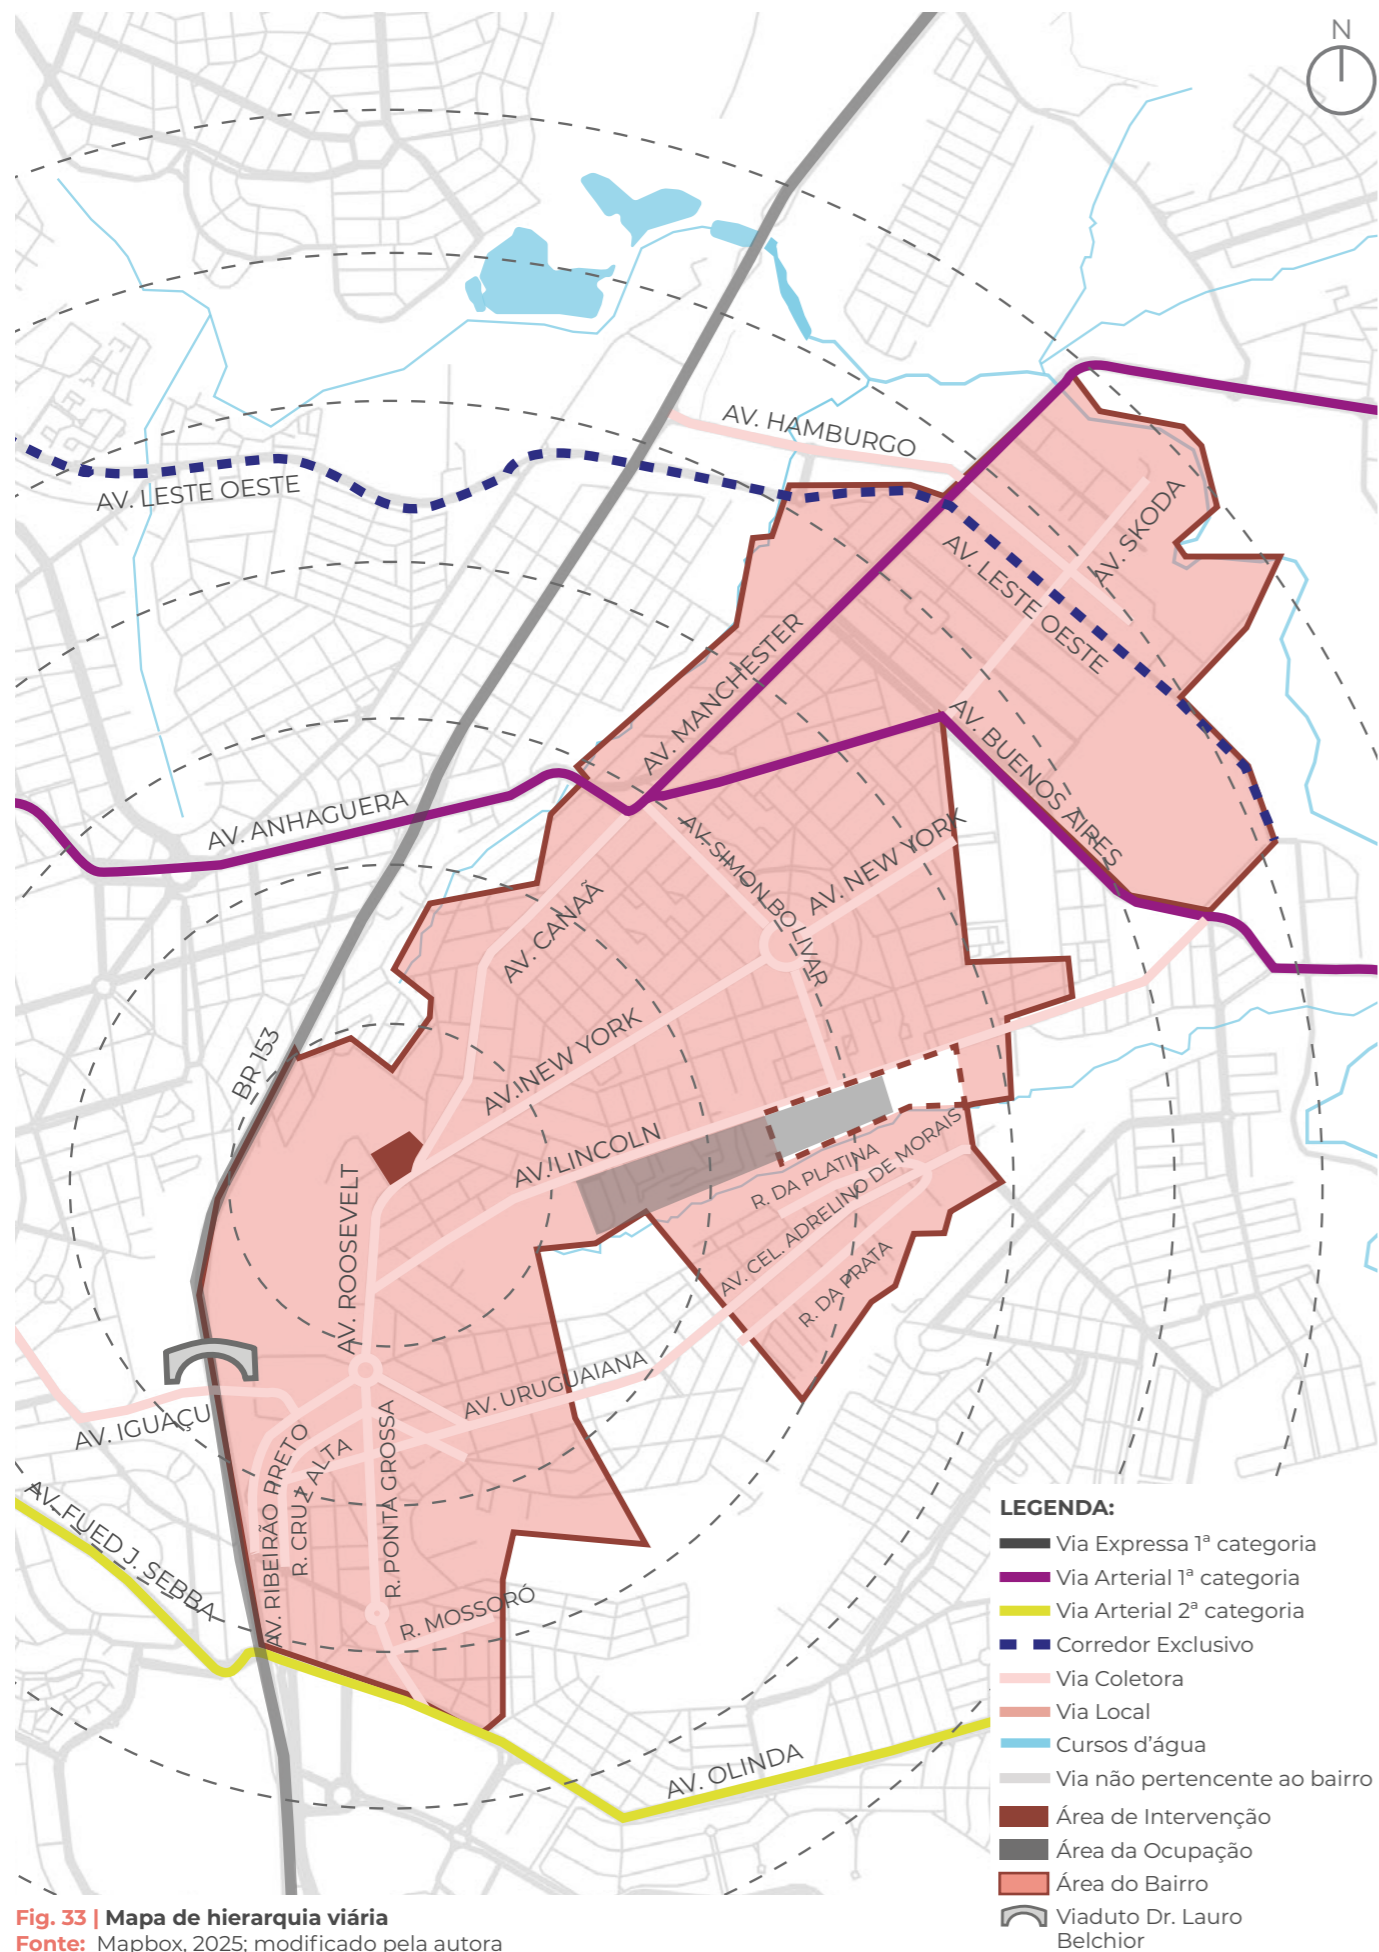 N
AV. HAMBURGO
AV. LESTE OESTE
AV. SKODA
AV. LESTE OESTE
AV. MANCHESTER
AV. BUENOS AIRES
AV. ANHAGUERA
AV. SIMON BOLIVAR
AV. NEW YORK
AV. CANAÃ
BR 153
AV. NEW YORK
AV. LINCOLN
R. DA PLATINA
AV. CEL. ADRELINO DE MORAIS
R. DA PRATA
AV. ROOSEVELT
AV. URUGUAIANA
AV. IGUAÇU
AV. RIBEIRÃO PRETO
R. CRUZ ALTA
R. PONTA GROSSA
AV. FUED J. SEBBA
R. MOSSORÓ
AV. OLINDA
LEGENDA:
Via Expressa 1ª categoria
Via Arterial 1ª categoria
Via Arterial 2ª categoria
Corredor Exclusivo
Via Coletora
Via Local
Cursos d'água
Via não pertencente ao bairro
Área de Intervenção
Área da Ocupação
Área do Bairro
Viaduto Dr. Lauro
Belchior
Fig. 33 | Mapa de hierarquia viária
Fonte: Mapbox, 2025; modificado pela autora